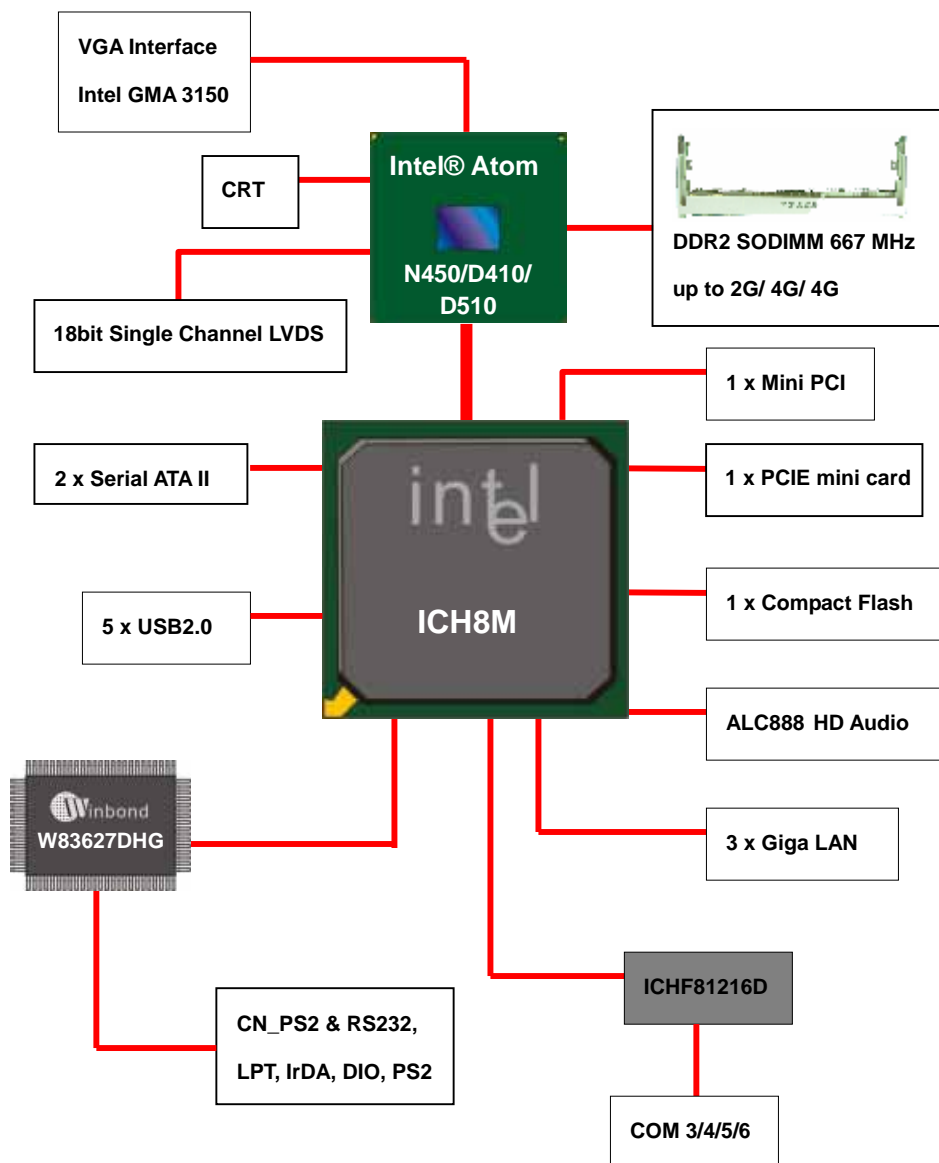 VGA Interface
Intel GMA 3150
CRT
18bit Single Channel LVDS
Intel® Atom
N450/D410/
D510
DDR2 SODIMM 667 MHz
up to 2G/ 4G/ 4G
1 x Mini PCI
2 x Serial ATA II
1 x PCIE mini card
intel
ICH8M
5 x USB2.0
1 x Compact Flash
ALC888 HD Audio
Winbond
W83627DHG
3 x Giga LAN
ICHF81216D
CN_PS2 & RS232,
LPT, IrDA, DIO, PS2
COM 3/4/5/6